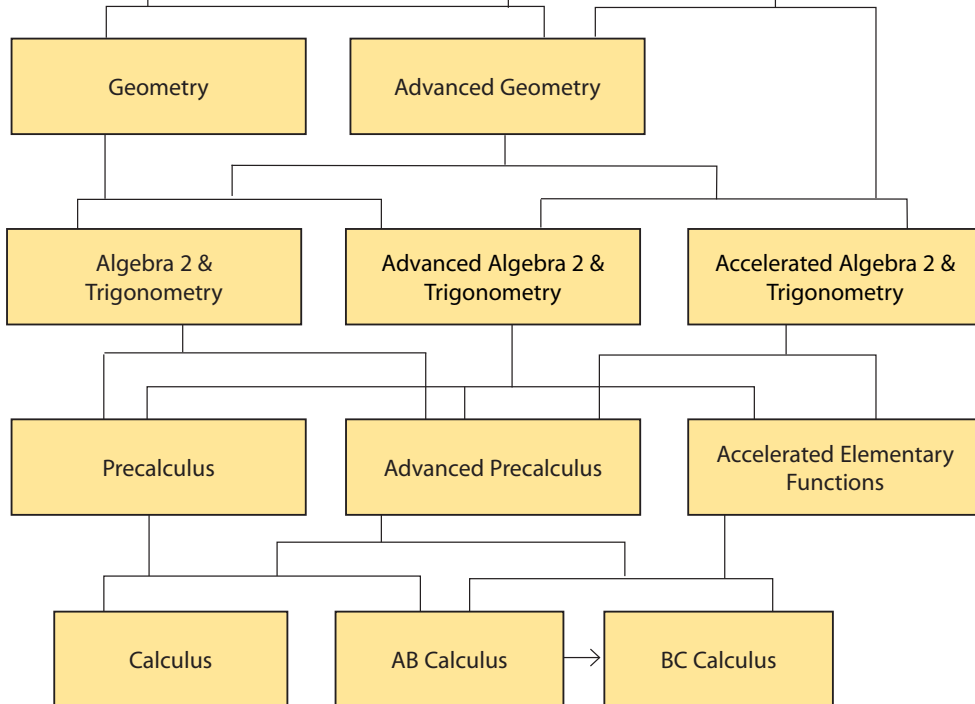 Geometry
Advanced Geometry
Algebra 2 &
Trigonometry
Advanced Algebra 2 &
Trigonometry
Accelerated Algebra 2 &
Trigonometry
Precalculus
Advanced Precalculus
Accelerated Elementary
Functions
Calculus
AB Calculus
BC Calculus